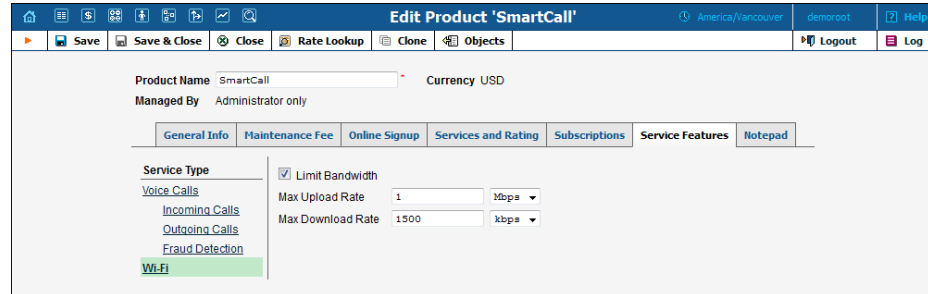 Edit Product 'SmartCall' America/Vancouver demoroot ? Help
Save Save & Close Close Rate Lookup Clone Objects Logout Log
Product Name SmartCall * Currency USD
Managed By Administrator only
General Info Maintenance Fee Online Signup Services and Rating Subscriptions Service Features Notepad
Service Type
Limit Bandwidth
Voice Calls
Max Upload Rate 1 Mbps
Incoming Calls
Max Download Rate 1500 kbps
Outgoing Calls
Fraud Detection
Wi-Fi